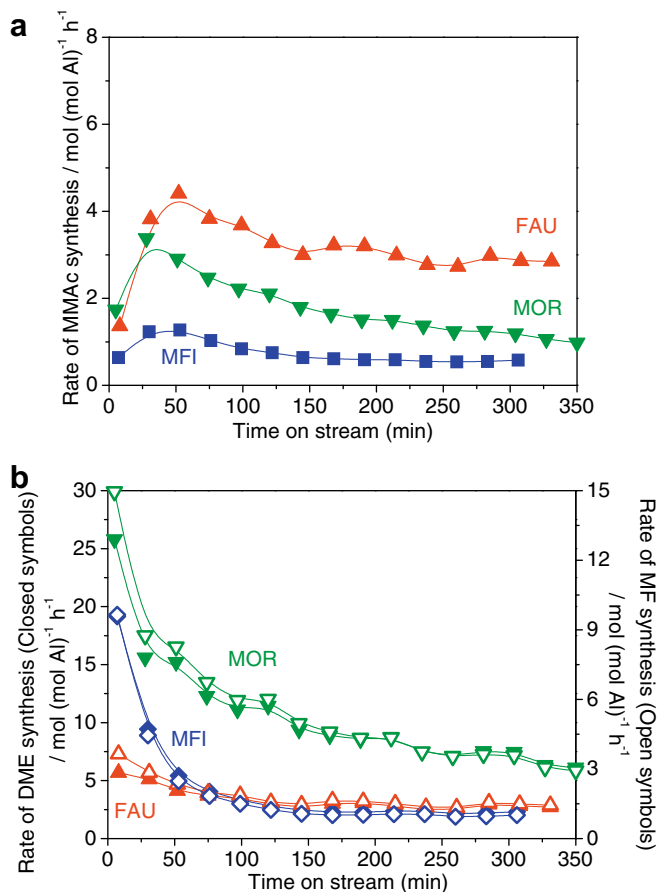 a
Rate of MMAc synthesis / mol (mol Al)⁻¹ h⁻¹
8
6
4
2
0
FAU
MOR
MFI
0 50 100 150 200 250 300 350
Time on stream (min)
b
Rate of DME synthesis (Closed symbols)
/ mol (mol Al)⁻¹ h⁻¹
30
25
20
15
10
5
0
MOR
MFI
FAU
15
12
9
6
3
0
Rate of MF synthesis (Open symbols)
/ mol (mol Al)⁻¹ h⁻¹
0 50 100 150 200 250 300 350
Time on stream (min)